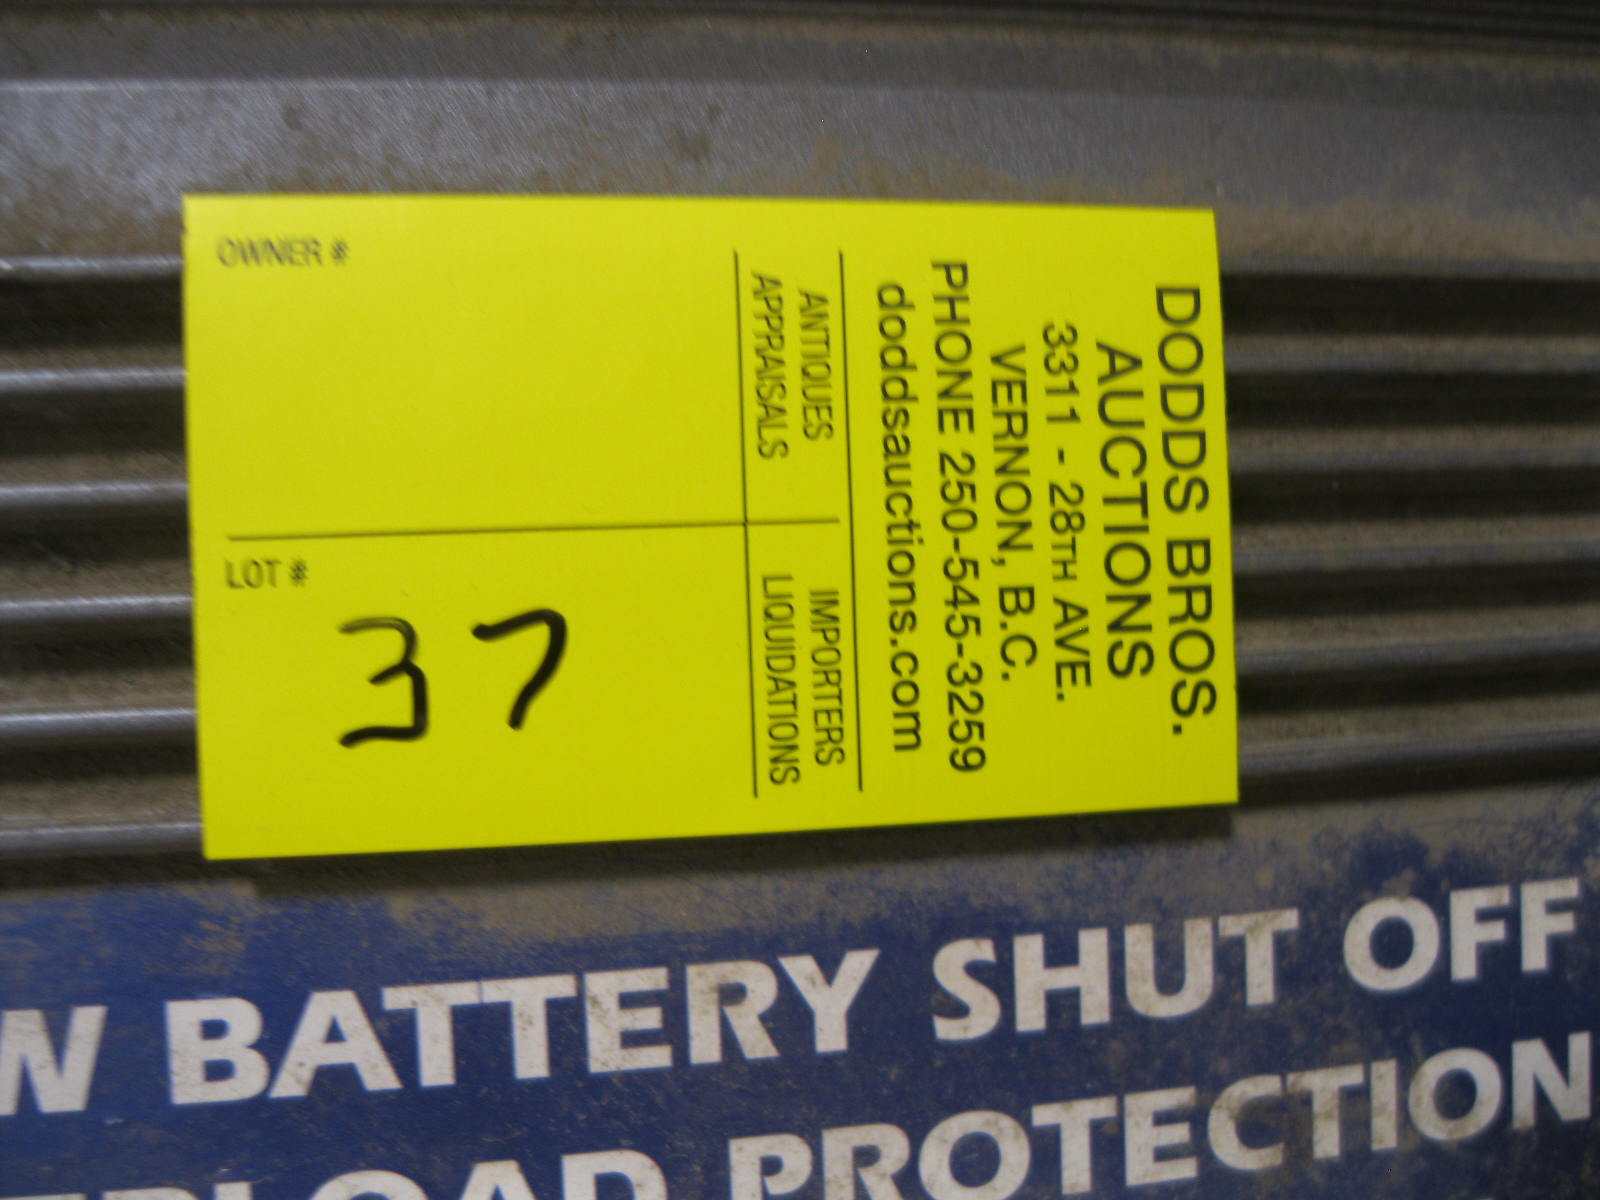 DODDS BROS.
AUCTIONS
3311 - 28TH AVE.
VERNON, B.C.
PHONE 250-545-3259
doddsauctions.com
ANTIQUES IMPORTERS
APPRAISALS LIQUIDATIONS
OWNER #
LOT #
37
W BATTERY SHUT OFF
ERLOAD PROTECTION